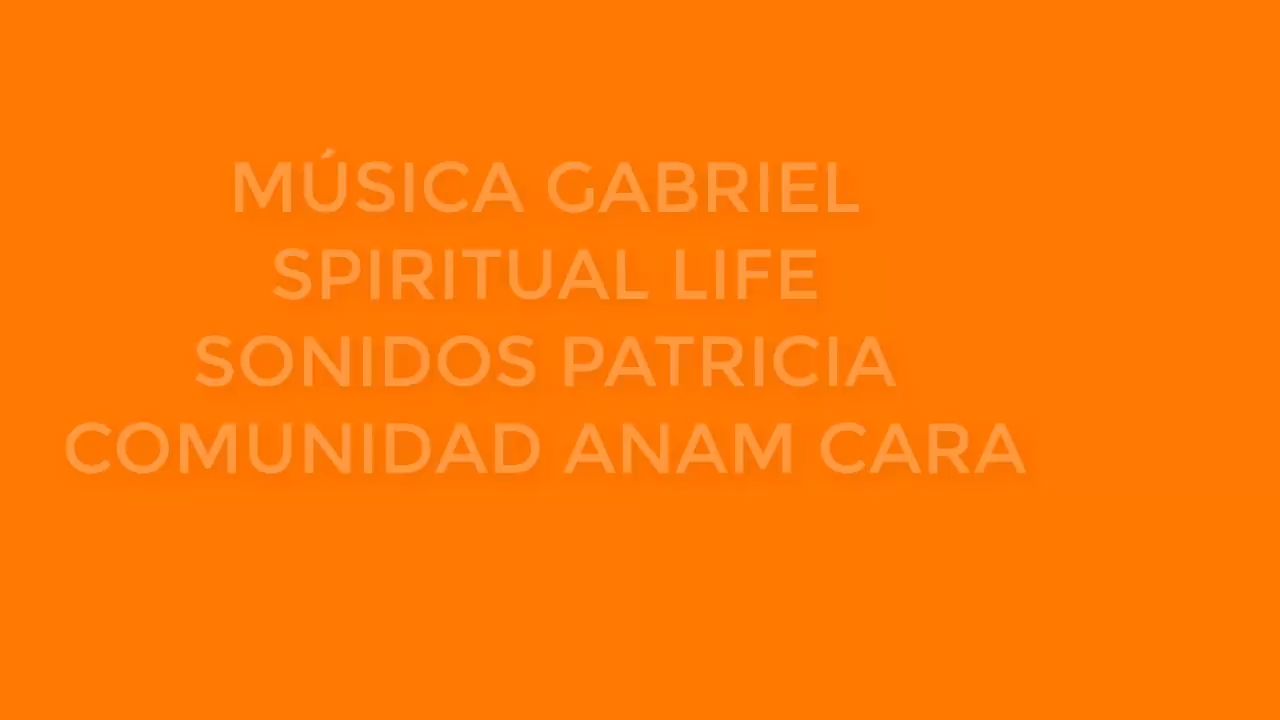 MÚSICA GABRIEL
SPIRITUAL LIFE
SONIDOS PATRICIA
COMUNIDAD ANAM CARA